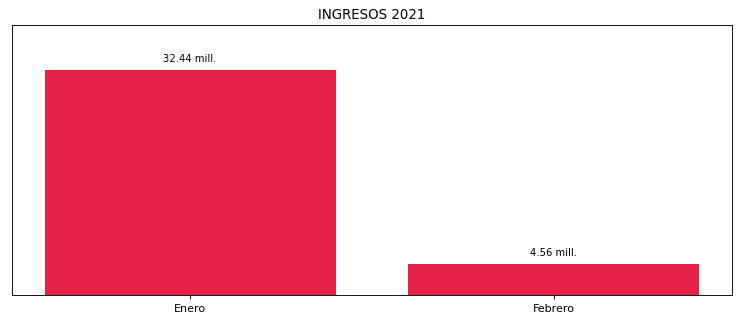 INGRESOS 2021
32.44 mill.
4.56 mill.
Enero
Febrero